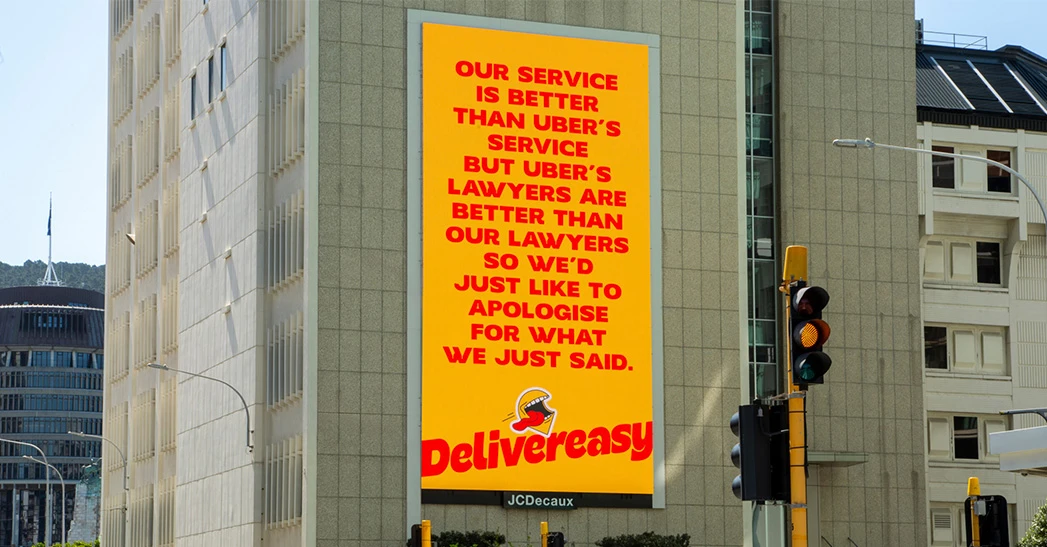 OUR SERVICE
IS BETTER
THAN UBER'S
SERVICE
BUT UBER'S
LAWYERS ARE
BETTER THAN
OUR LAWYERS
SO WE'D
JUST LIKE TO
APOLOGISE
FOR WHAT
WE JUST SAID.
Delivereasy
JCDecaux